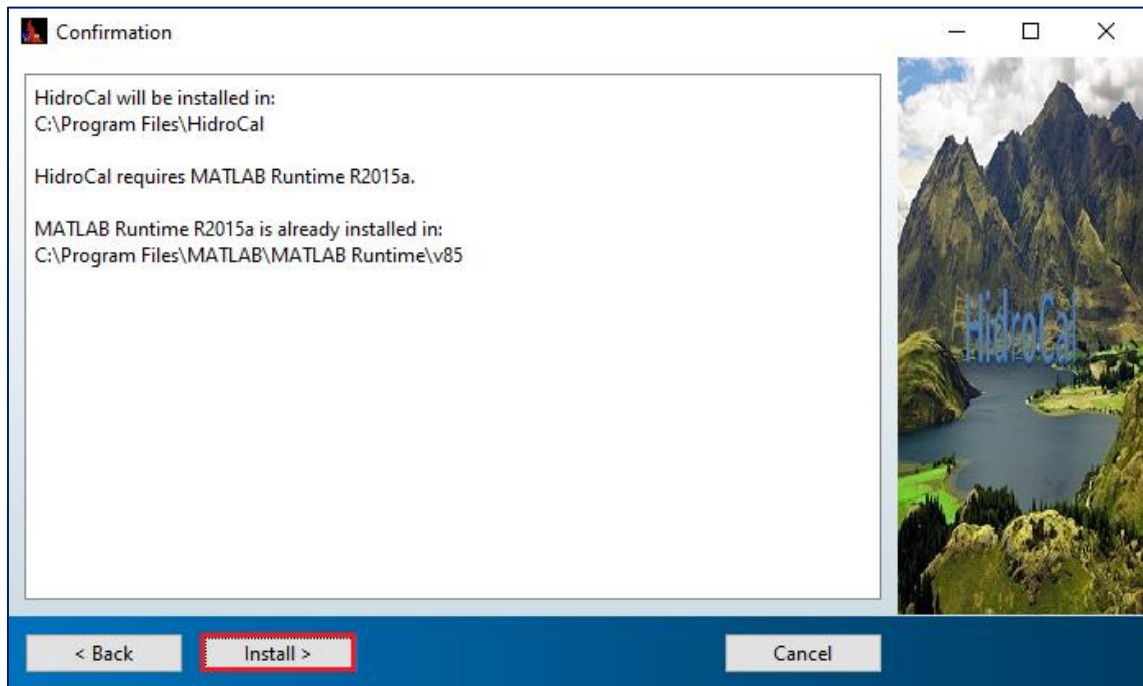 Confirmation
HidroCal will be installed in:
C:\Program Files\HidroCal
HidroCal requires MATLAB Runtime R2015a.
MATLAB Runtime R2015a is already installed in:
C:\Program Files\MATLAB\MATLAB Runtime\v85
HidroCal
< Back
Install >
Cancel